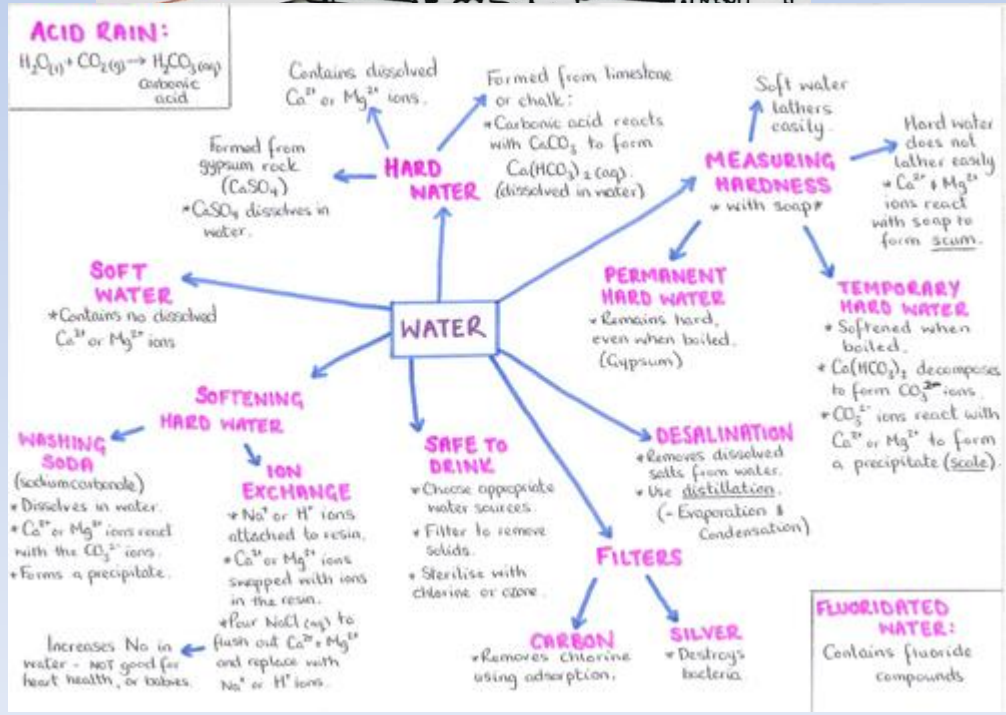 ACID RAIN:
H₂O(l) + CO₂(g) → H₂CO₃(aq)
Carbonic
acid
Contains dissolved
Ca²⁺ or Mg²⁺ ions.
Formed from limestone
or chalk:
*Carbonic acid reacts
with CaCO₃ to form
Ca(HCO₃)₂(aq).
(dissolved in water)
Formed from
gypsum rock
(CaSO₄)
*CaSO₄ dissolves in
water.
HARD
WATER
Soft water
lathers
easily.
MEASURING
HARDNESS
* with soap*
Hard water
does not
lather easily
* Ca²⁺ & Mg²⁺
ions react
with soap to
form scum.
SOFT
WATER
*Contains no dissolved
Ca²⁺ or Mg²⁺ ions
WATER
PERMANENT
HARD WATER
* Remains hard,
even when boiled.
(Gypsum)
TEMPORARY
HARD WATER
* Softened when
boiled.
* Ca(HCO₃)₂ decomposes
to form CO₃²⁻ ions.
* CO₃²⁻ ions react with
Ca²⁺ or Mg²⁺ to form
a precipitate (scale).
SOFTENING
HARD WATER
WASHING
SODA
(sodium carbonate)
* Dissolves in water.
* Ca²⁺ or Mg²⁺ ions react
with the CO₃²⁻ ions.
* Forms a precipitate.
ION
EXCHANGE
* Na⁺ or H⁺ ions
attached to resin.
* Ca²⁺ or Mg²⁺ ions
swapped with ions
in the resin.
*Pour NaCl(aq) to
flush out Ca²⁺ & Mg²⁺
and replace with
Na⁺ or H⁺ ions.
Increases Na in
water - NOT good for
heart health, or babies.
SAFE TO
DRINK
* Choose appropriate
water sources.
* Filter to remove
solids.
* Sterilise with
chlorine or ozone.
DESALINATION
* Removes dissolved
salts from water.
* Use distillation.
(- Evaporation &
Condensation)
FILTERS
CARBON
*Removes chlorine
using adsorption.
SILVER
* Destroys
bacteria
FLUORIDATED
WATER:
Contains fluoride
compounds